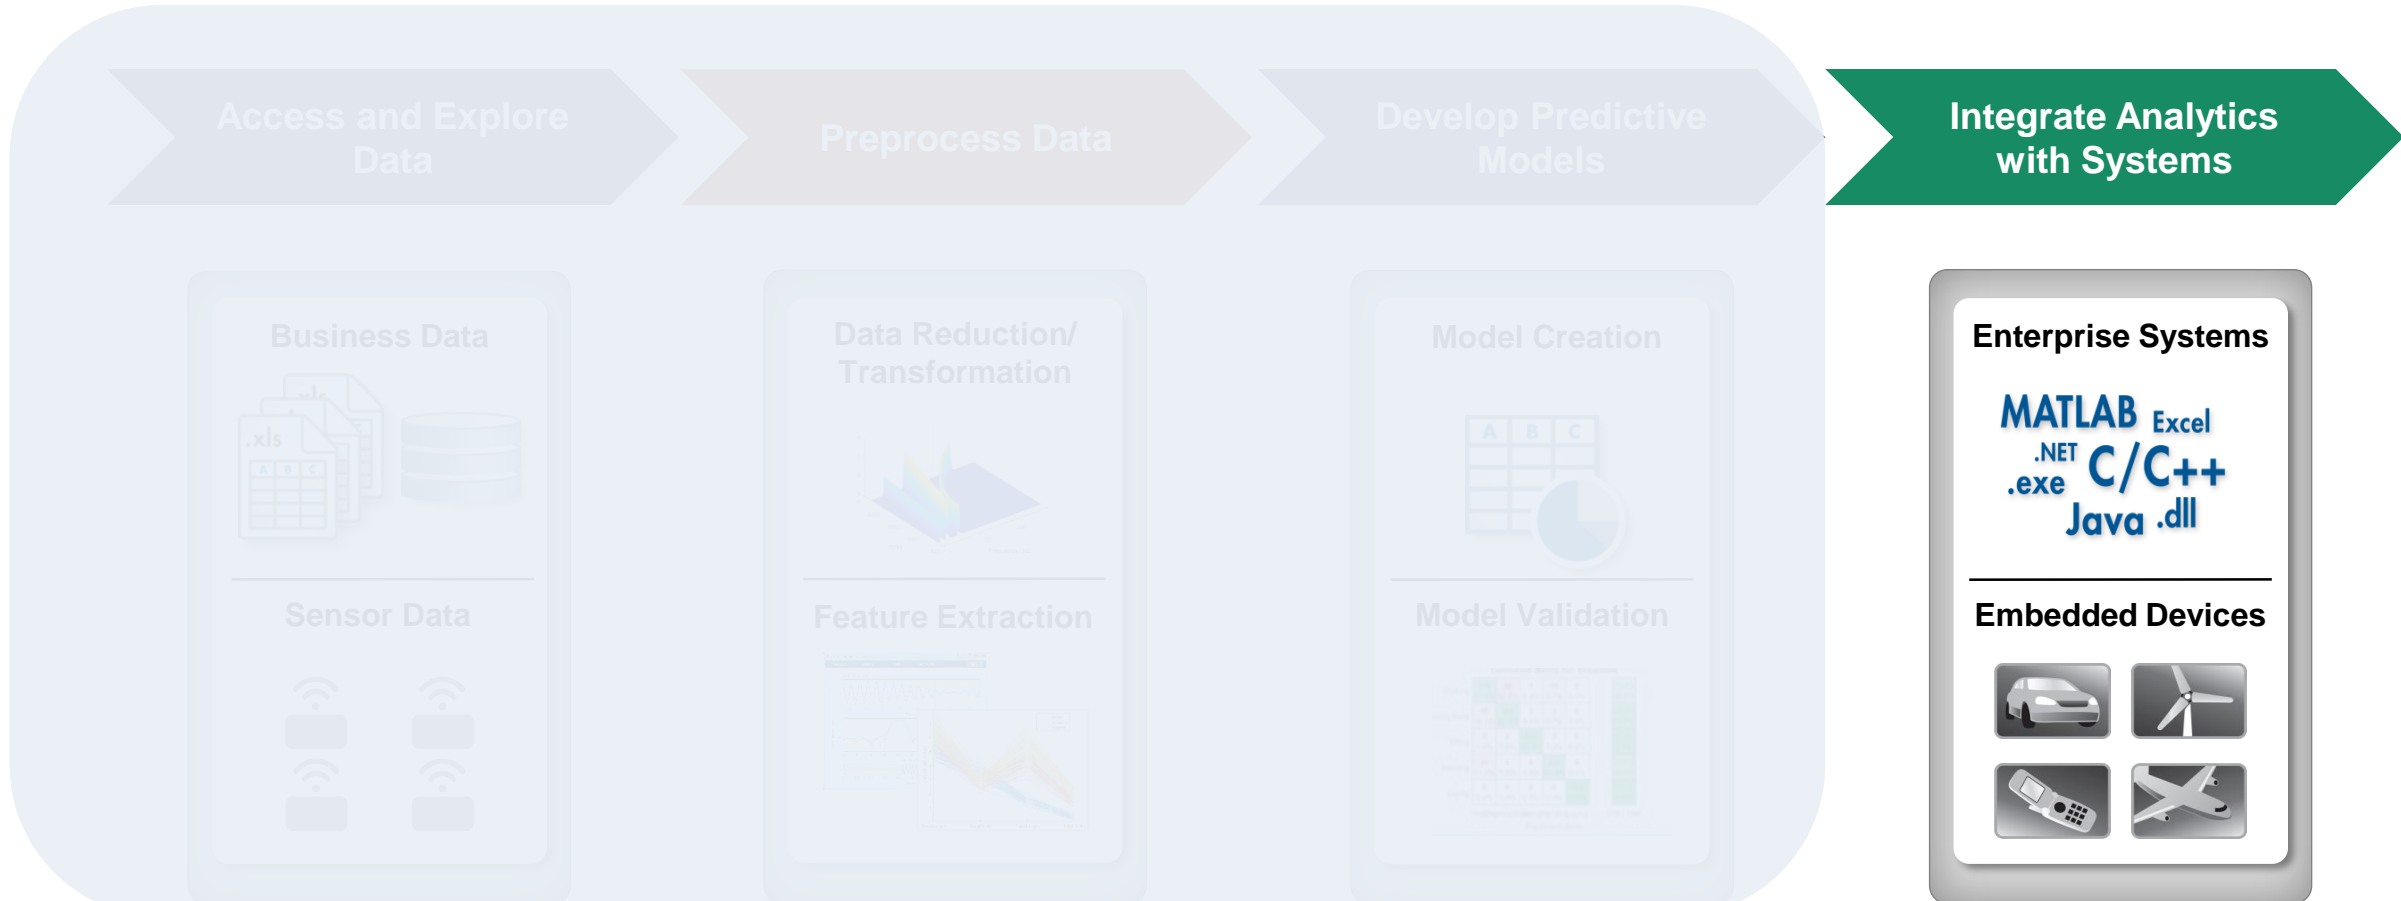 Access and Explore
Data
Preprocess Data
Develop Predictive
Models
Integrate Analytics
with Systems
Business Data
.xls
.xls
A B C
Sensor Data
Data Reduction/
Transformation
Feature Extraction
Model Creation
A B C
Model Validation
Enterprise Systems
MATLAB Excel
.NET C/C++
.exe
Java .dll
Embedded Devices